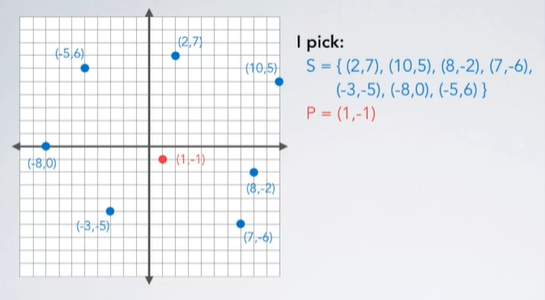 I pick:
S = { (2,7), (10,5), (8,-2), (7,-6),
(-3,-5), (-8,0), (-5,6) }
P = (1,-1)
(2,7)
(-5,6)
(10,5)
(-8,0)
(1,-1)
(8,-2)
(-3,-5)
(7,-6)